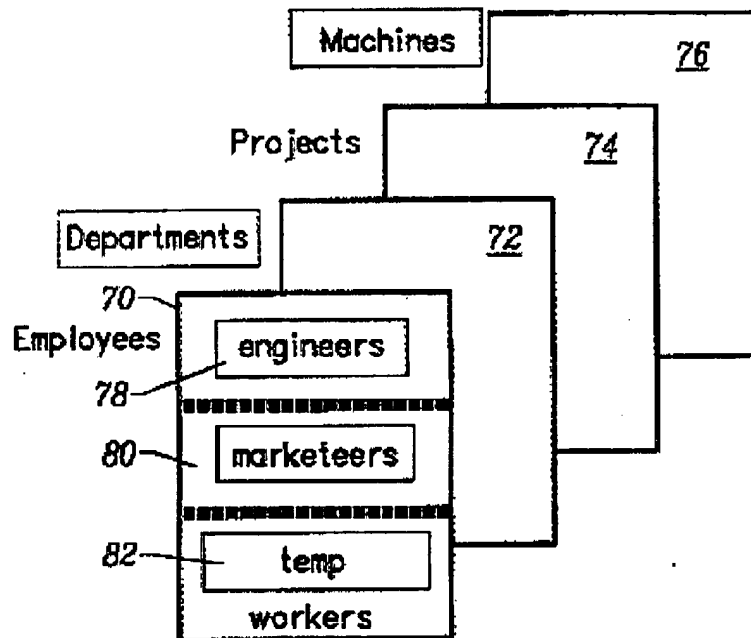 Machines
76
Projects
74
Departments
72
70
Employees
engineers
78
80
marketeers
82
temp
workers